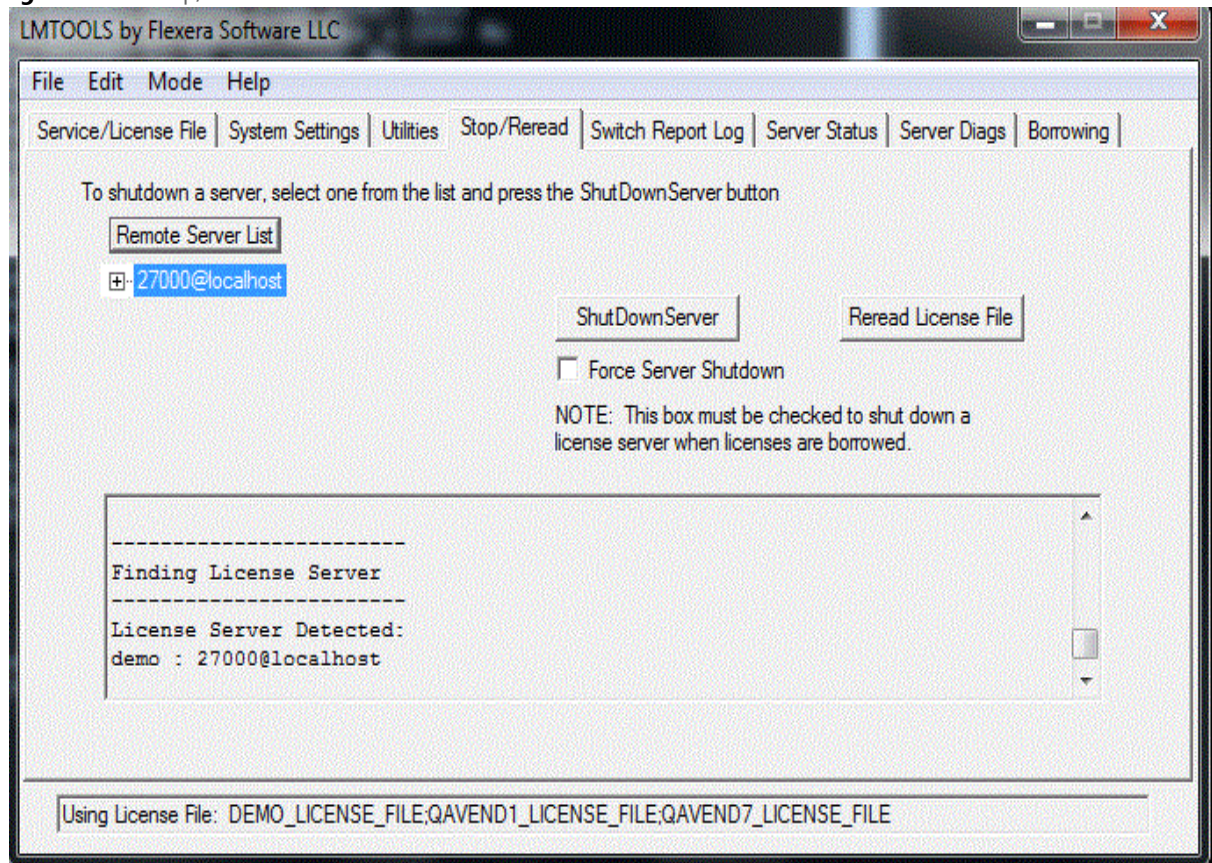 LMTOOLS by Flexera Software LLC
File Edit Mode Help
Service/License File System Settings Utilities Stop/Reread Switch Report Log Server Status Server Diags Borrowing
To shutdown a server, select one from the list and press the ShutDownServer button
Remote Server List
27000@localhost
ShutDownServer Reread License File
Force Server Shutdown
NOTE: This box must be checked to shut down a
license server when licenses are borrowed.
------------------------
Finding License Server
------------------------
License Server Detected:
demo : 27000@localhost
Using License File: DEMO_LICENSE_FILE;QAVEND1_LICENSE_FILE;QAVEND7_LICENSE_FILE